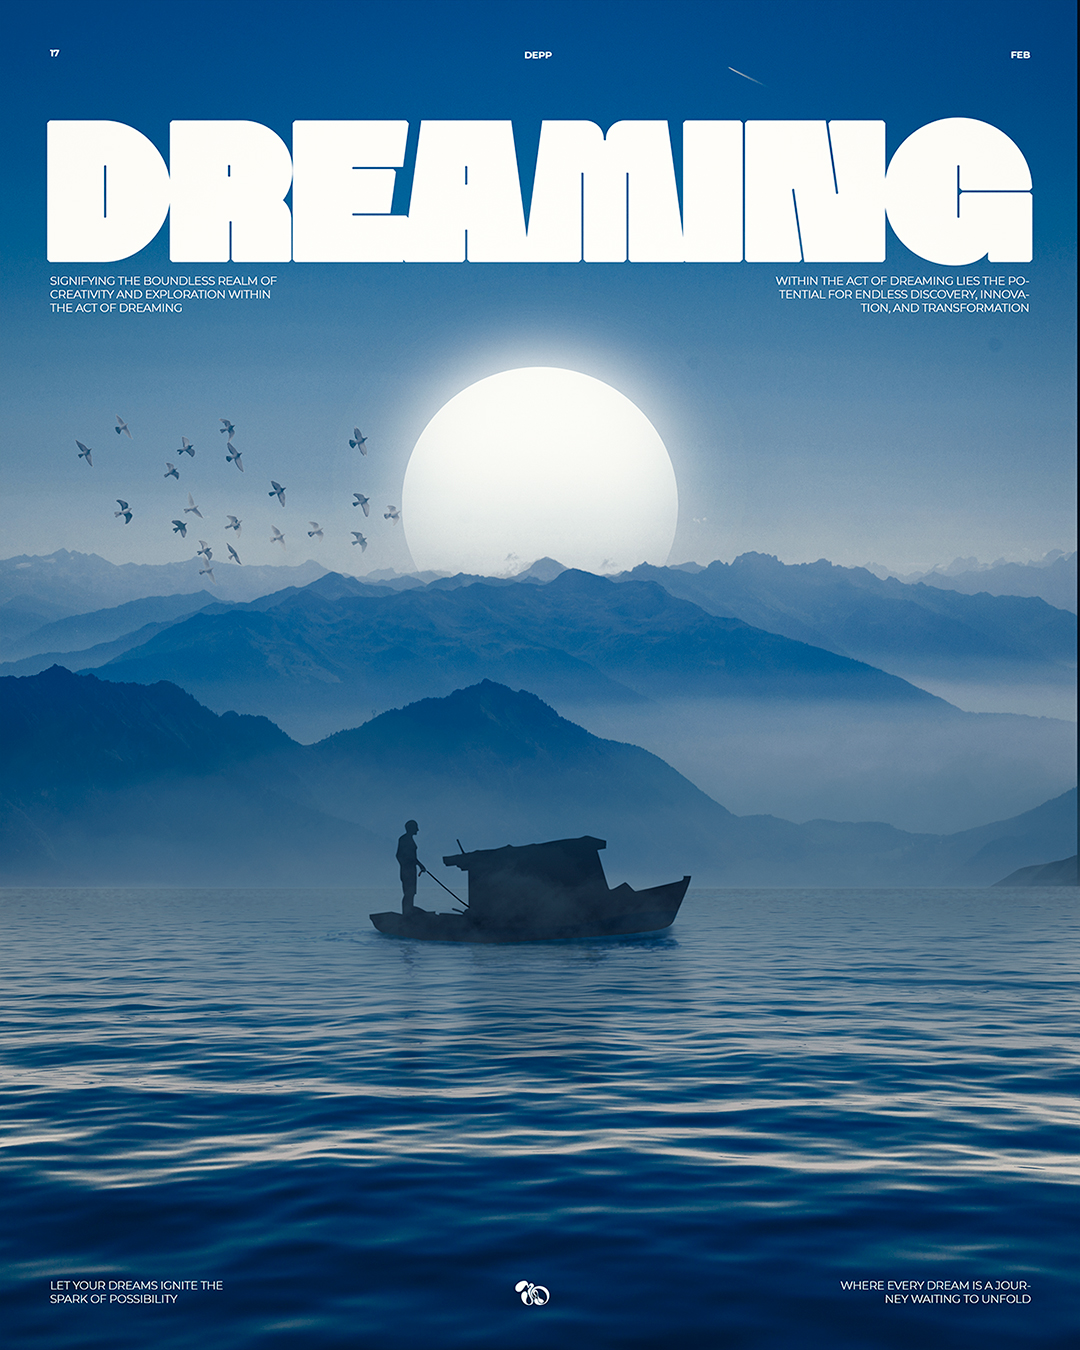 17 DEPP FEB
DREAMING
SIGNIFYING THE BOUNDLESS REALM OF
CREATIVITY AND EXPLORATION WITHIN
THE ACT OF DREAMING
WITHIN THE ACT OF DREAMING LIES THE PO-
TENTIAL FOR ENDLESS DISCOVERY, INNOVA-
TION, AND TRANSFORMATION
LET YOUR DREAMS IGNITE THE
SPARK OF POSSIBILITY
WHERE EVERY DREAM IS A JOUR-
NEY WAITING TO UNFOLD